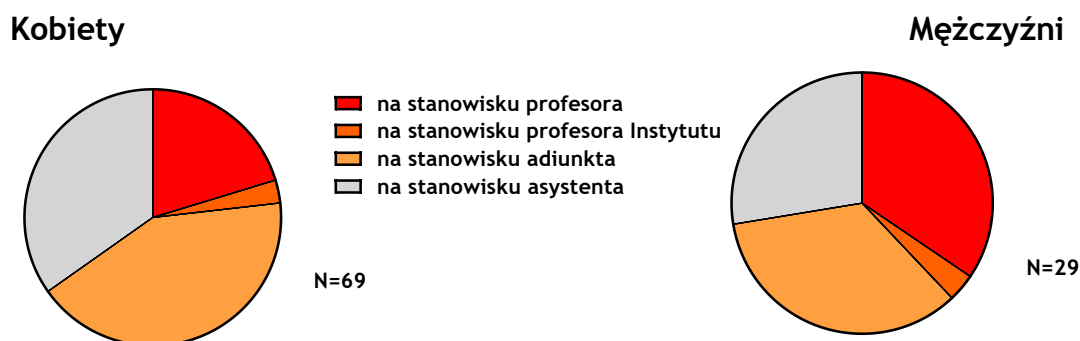 Kobiety
Mężczyźni
na stanowisku profesora
na stanowisku profesora Instytutu
na stanowisku adiunkta
na stanowisku asystenta
N=69
N=29